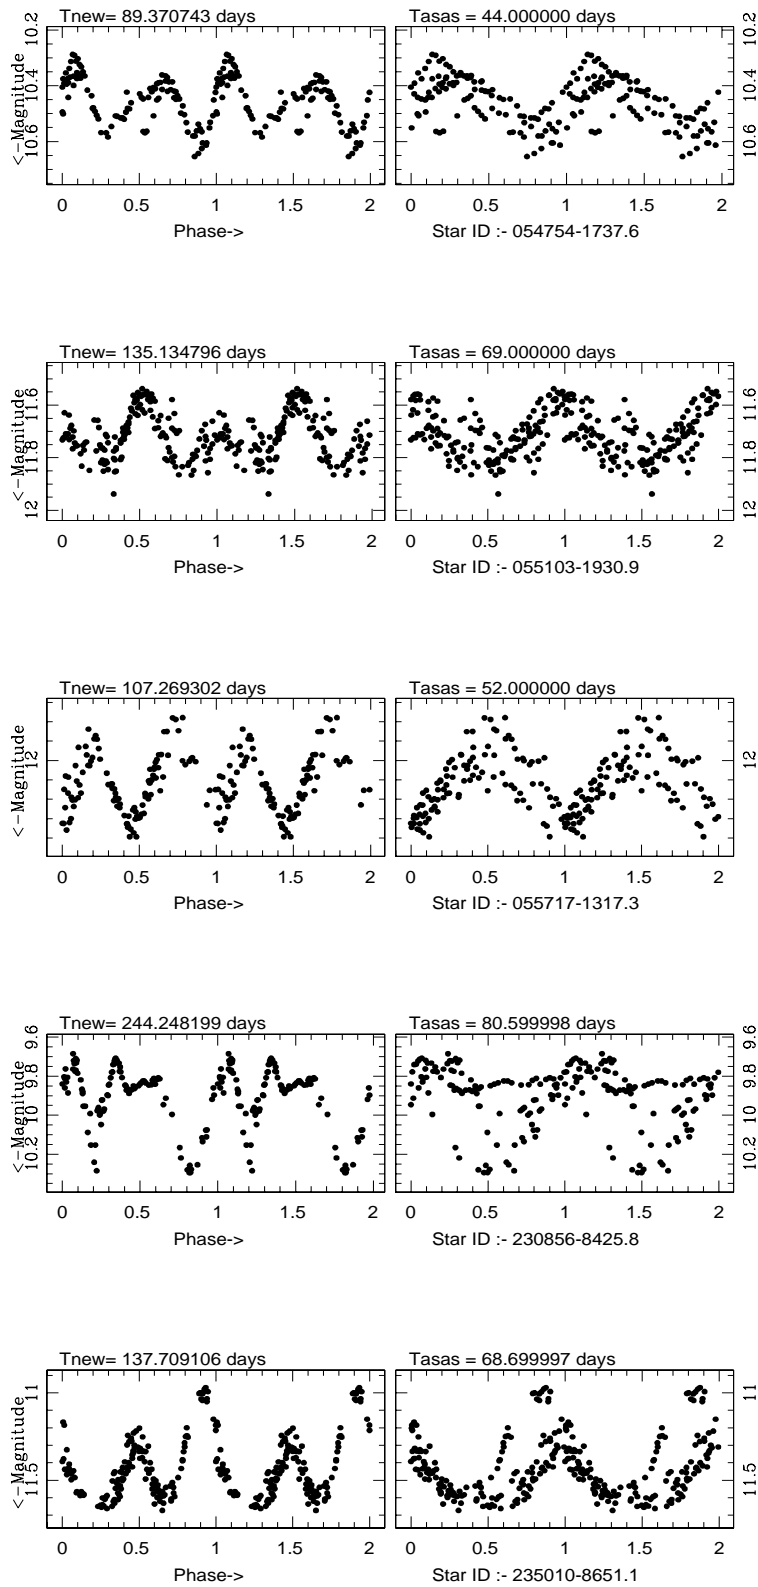 Tnew= 89.370743 days Tasas = 44.000000 days
<-Magnitude
10.2 10.4 10.6
10.2 10.4 10.6
0 0.5 1 1.5 2 0 0.5 1 1.5 2
Phase-> Star ID :- 054754-1737.6
Tnew= 135.134796 days Tasas = 69.000000 days
<-Magnitude
11.6 11.8 12
11.6 11.8 12
0 0.5 1 1.5 2 0 0.5 1 1.5 2
Phase-> Star ID :- 055103-1930.9
Tnew= 107.269302 days Tasas = 52.000000 days
<-Magnitude
12
12
0 0.5 1 1.5 2 0 0.5 1 1.5 2
Phase-> Star ID :- 055717-1317.3
Tnew= 244.248199 days Tasas = 80.599998 days
<-Magnitude
9.6 9.8 10 10.2
9.6 9.8 10 10.2
0 0.5 1 1.5 2 0 0.5 1 1.5 2
Phase-> Star ID :- 230856-8425.8
Tnew= 137.709106 days Tasas = 68.699997 days
<-Magnitude
11 11.5
11 11.5
0 0.5 1 1.5 2 0 0.5 1 1.5 2
Phase-> Star ID :- 235010-8651.1